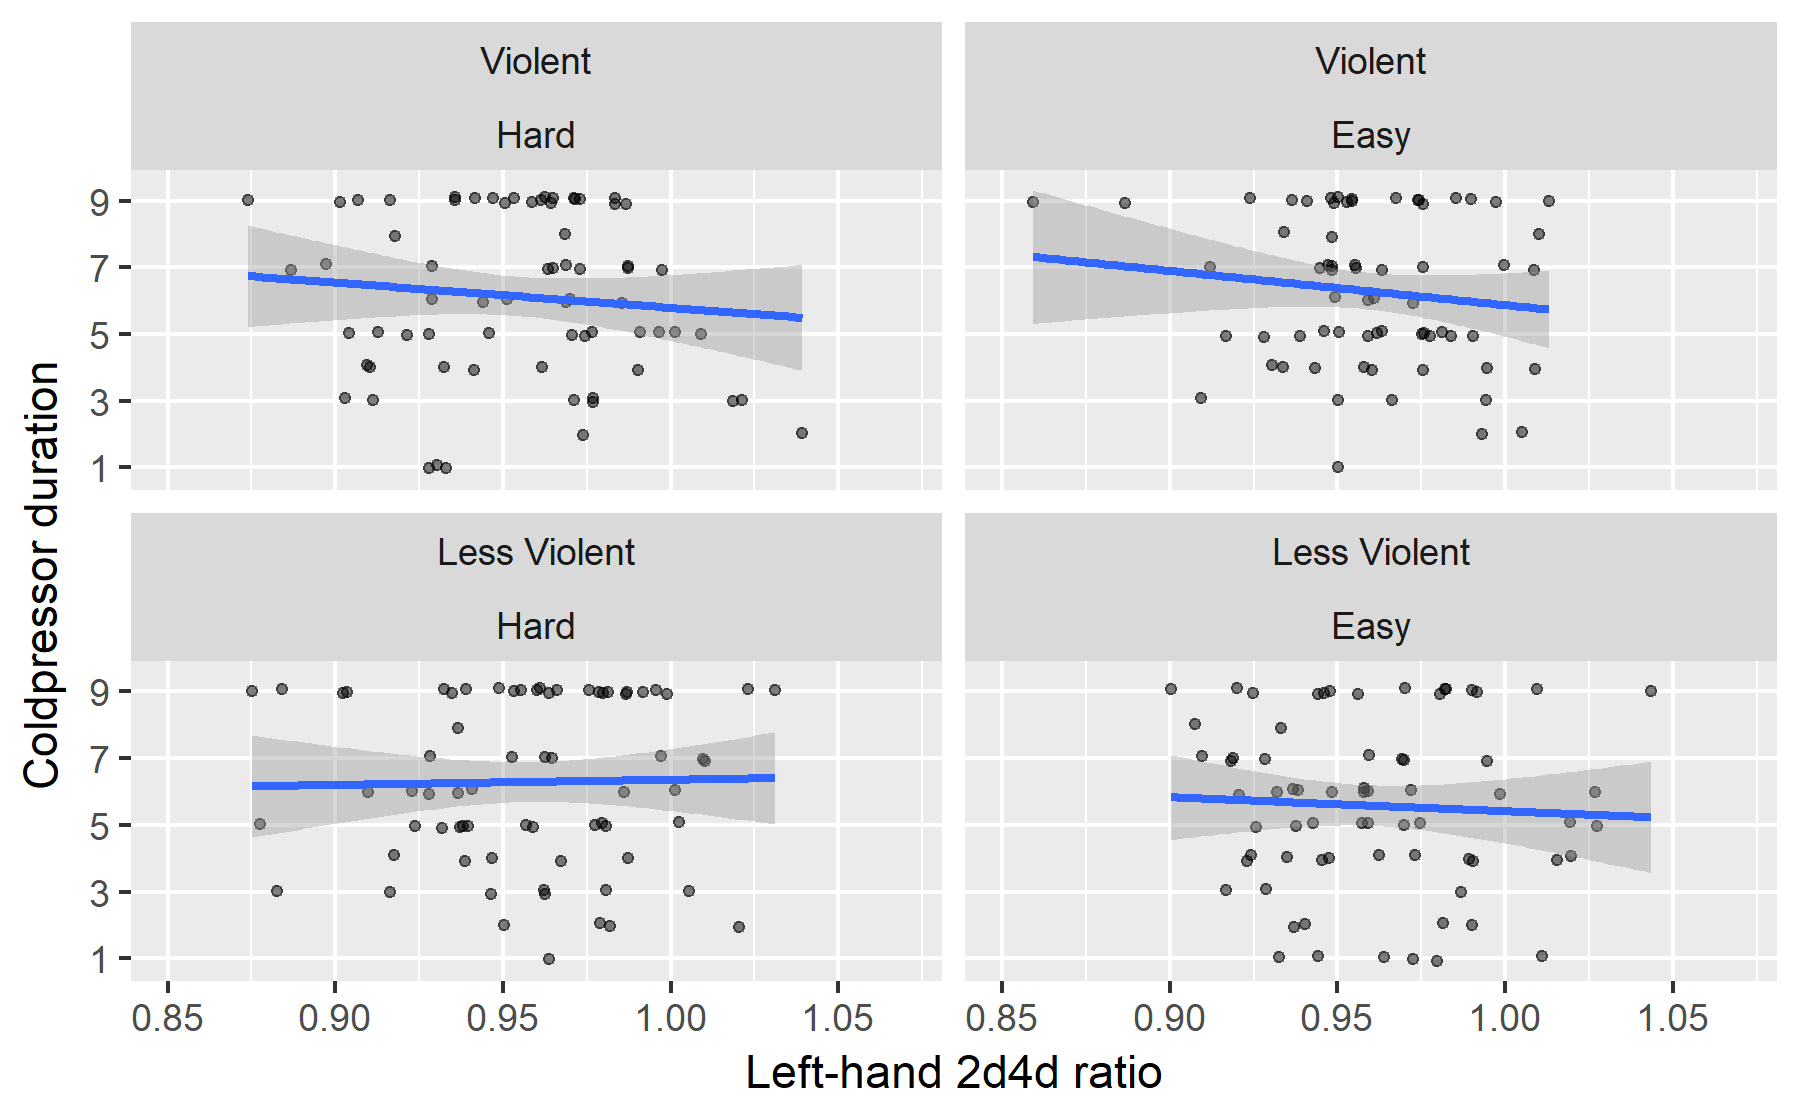 Violent
Hard
Violent
Easy
9
7
5
3
1
Less Violent
Hard
Less Violent
Easy
9
7
5
3
1
0.85 0.90 0.95 1.00 1.05
0.85 0.90 0.95 1.00 1.05
Left-hand 2d4d ratio
Coldpressor duration